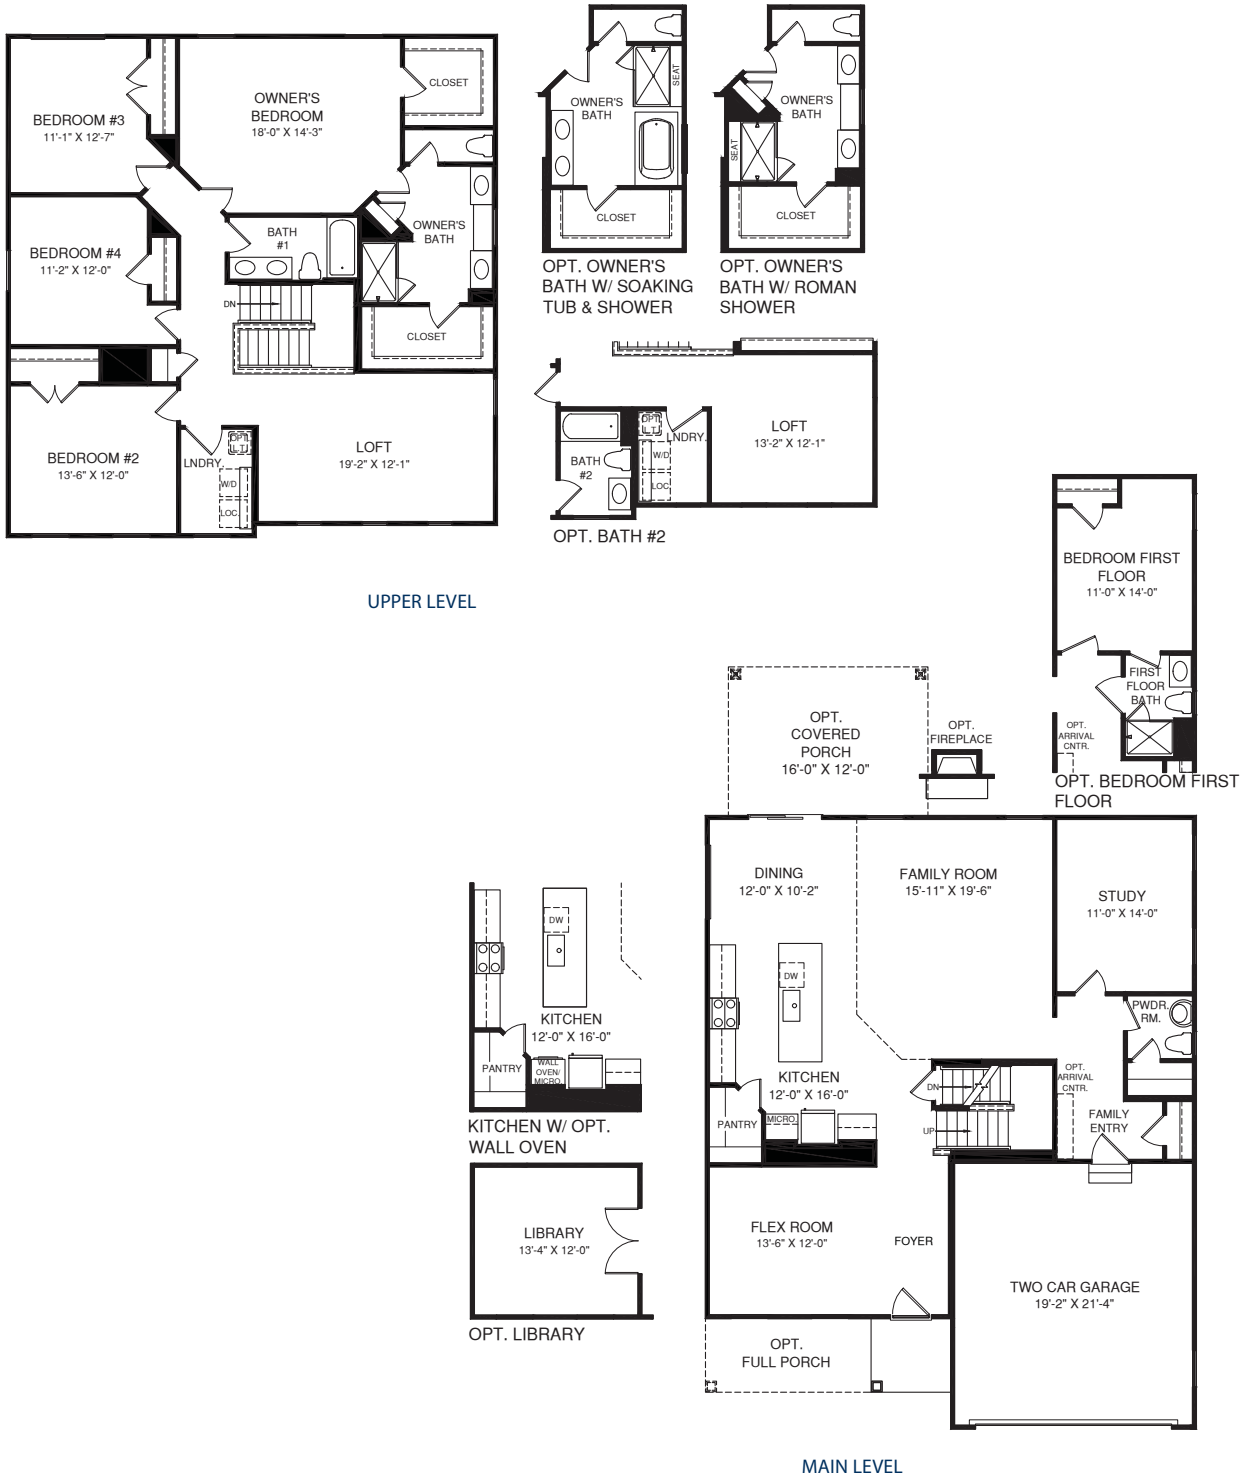 BEDROOM #3
11'-1" X 12'-7"
OWNER'S
BEDROOM
18'-0" X 14'-3"
CLOSET
BEDROOM #4
11'-2" X 12'-0"
BATH
#1
OWNER'S
BATH
DN
CLOSET
BEDROOM #2
13'-6" X 12'-0"
LNDRY.
OPT.
L.T.
W/D
LOC.
LOFT
19'-2" X 12'-1"
OWNER'S
BATH
SEAT
CLOSET
OPT. OWNER'S
BATH W/ SOAKING
TUB & SHOWER
OWNER'S
BATH
SEAT
CLOSET
OPT. OWNER'S
BATH W/ ROMAN
SHOWER
BATH
#2
OPT.
L.T.
LNDRY.
W/D
LOC.
LOFT
13'-2" X 12'-1"
OPT. BATH #2
UPPER LEVEL
BEDROOM FIRST
FLOOR
11'-0" X 14'-0"
FIRST
FLOOR
BATH
OPT.
ARRIVAL
CNTR.
OPT. BEDROOM FIRST
FLOOR
OPT.
COVERED
PORCH
16'-0" X 12'-0"
OPT.
FIREPLACE
DINING
12'-0" X 10'-2"
FAMILY ROOM
15'-11" X 19'-6"
STUDY
11'-0" X 14'-0"
DW
KITCHEN
12'-0" X 16'-0"
PANTRY
WALL
OVEN/
MICRO.
KITCHEN W/ OPT.
WALL OVEN
DW
KITCHEN
12'-0" X 16'-0"
PANTRY
MICRO.
PWDR.
RM.
DN
UP
OPT.
ARRIVAL
CNTR.
FAMILY
ENTRY
LIBRARY
13'-4" X 12'-0"
OPT. LIBRARY
FLEX ROOM
13'-6" X 12'-0"
FOYER
TWO CAR GARAGE
19'-2" X 21'-4"
OPT.
FULL PORCH
MAIN LEVEL